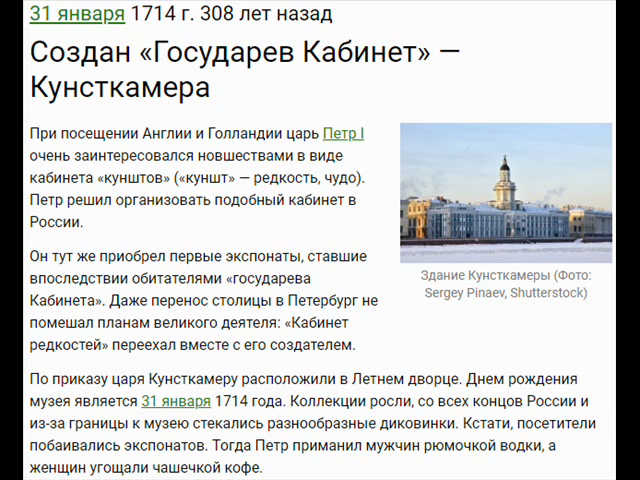 31 января 1714 г. 308 лет назад
Создан «Государев Кабинет» —
Кунсткамера
При посещении Англии и Голландии царь Петр I
очень заинтересовался новшествами в виде
кабинета «кунштов» («куншт» — редкость, чудо).
Петр решил организовать подобный кабинет в
России.
Он тут же приобрел первые экспонаты, ставшие
впоследствии обитателями «государева
Кабинета». Даже перенос столицы в Петербург не
помешал планам великого деятеля: «Кабинет
редкостей» переехал вместе с его создателем.
Здание Кунсткамеры (Фото:
Sergey Pinaev, Shutterstock)
По приказу царя Кунсткамеру расположили в Летнем дворце. Днем рождения
музея является 31 января 1714 года. Коллекции росли, со всех концов России и
из-за границы к музею стекались разнообразные диковинки. Кстати, посетители
побаивались экспонатов. Тогда Петр приманил мужчин рюмочкой водки, а
женщин угощали чашечкой кофе.